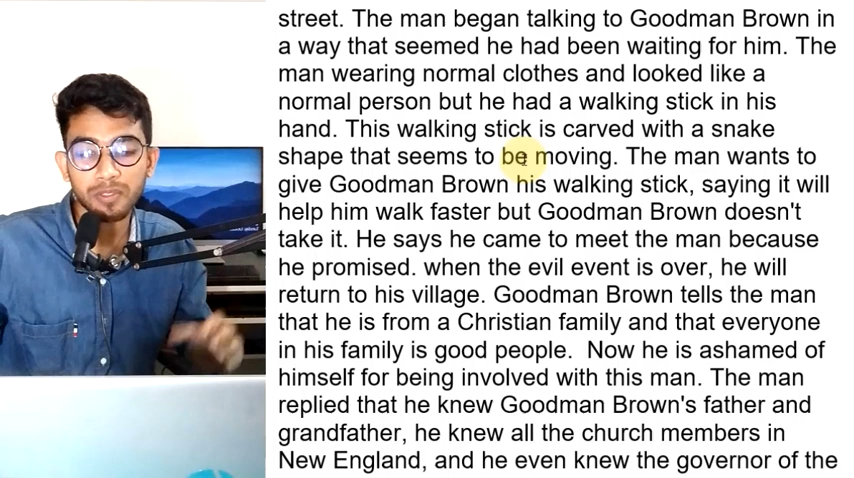 street. The man began talking to Goodman Brown in
a way that seemed he had been waiting for him. The
man wearing normal clothes and looked like a
normal person but he had a walking stick in his
hand. This walking stick is carved with a snake
shape that seems to be moving. The man wants to
give Goodman Brown his walking stick, saying it will
help him walk faster but Goodman Brown doesn't
take it. He says he came to meet the man because
he promised. when the evil event is over, he will
return to his village. Goodman Brown tells the man
that he is from a Christian family and that everyone
in his family is good people.  Now he is ashamed of
himself for being involved with this man. The man
replied that he knew Goodman Brown's father and
grandfather, he knew all the church members in
New England, and he even knew the governor of the